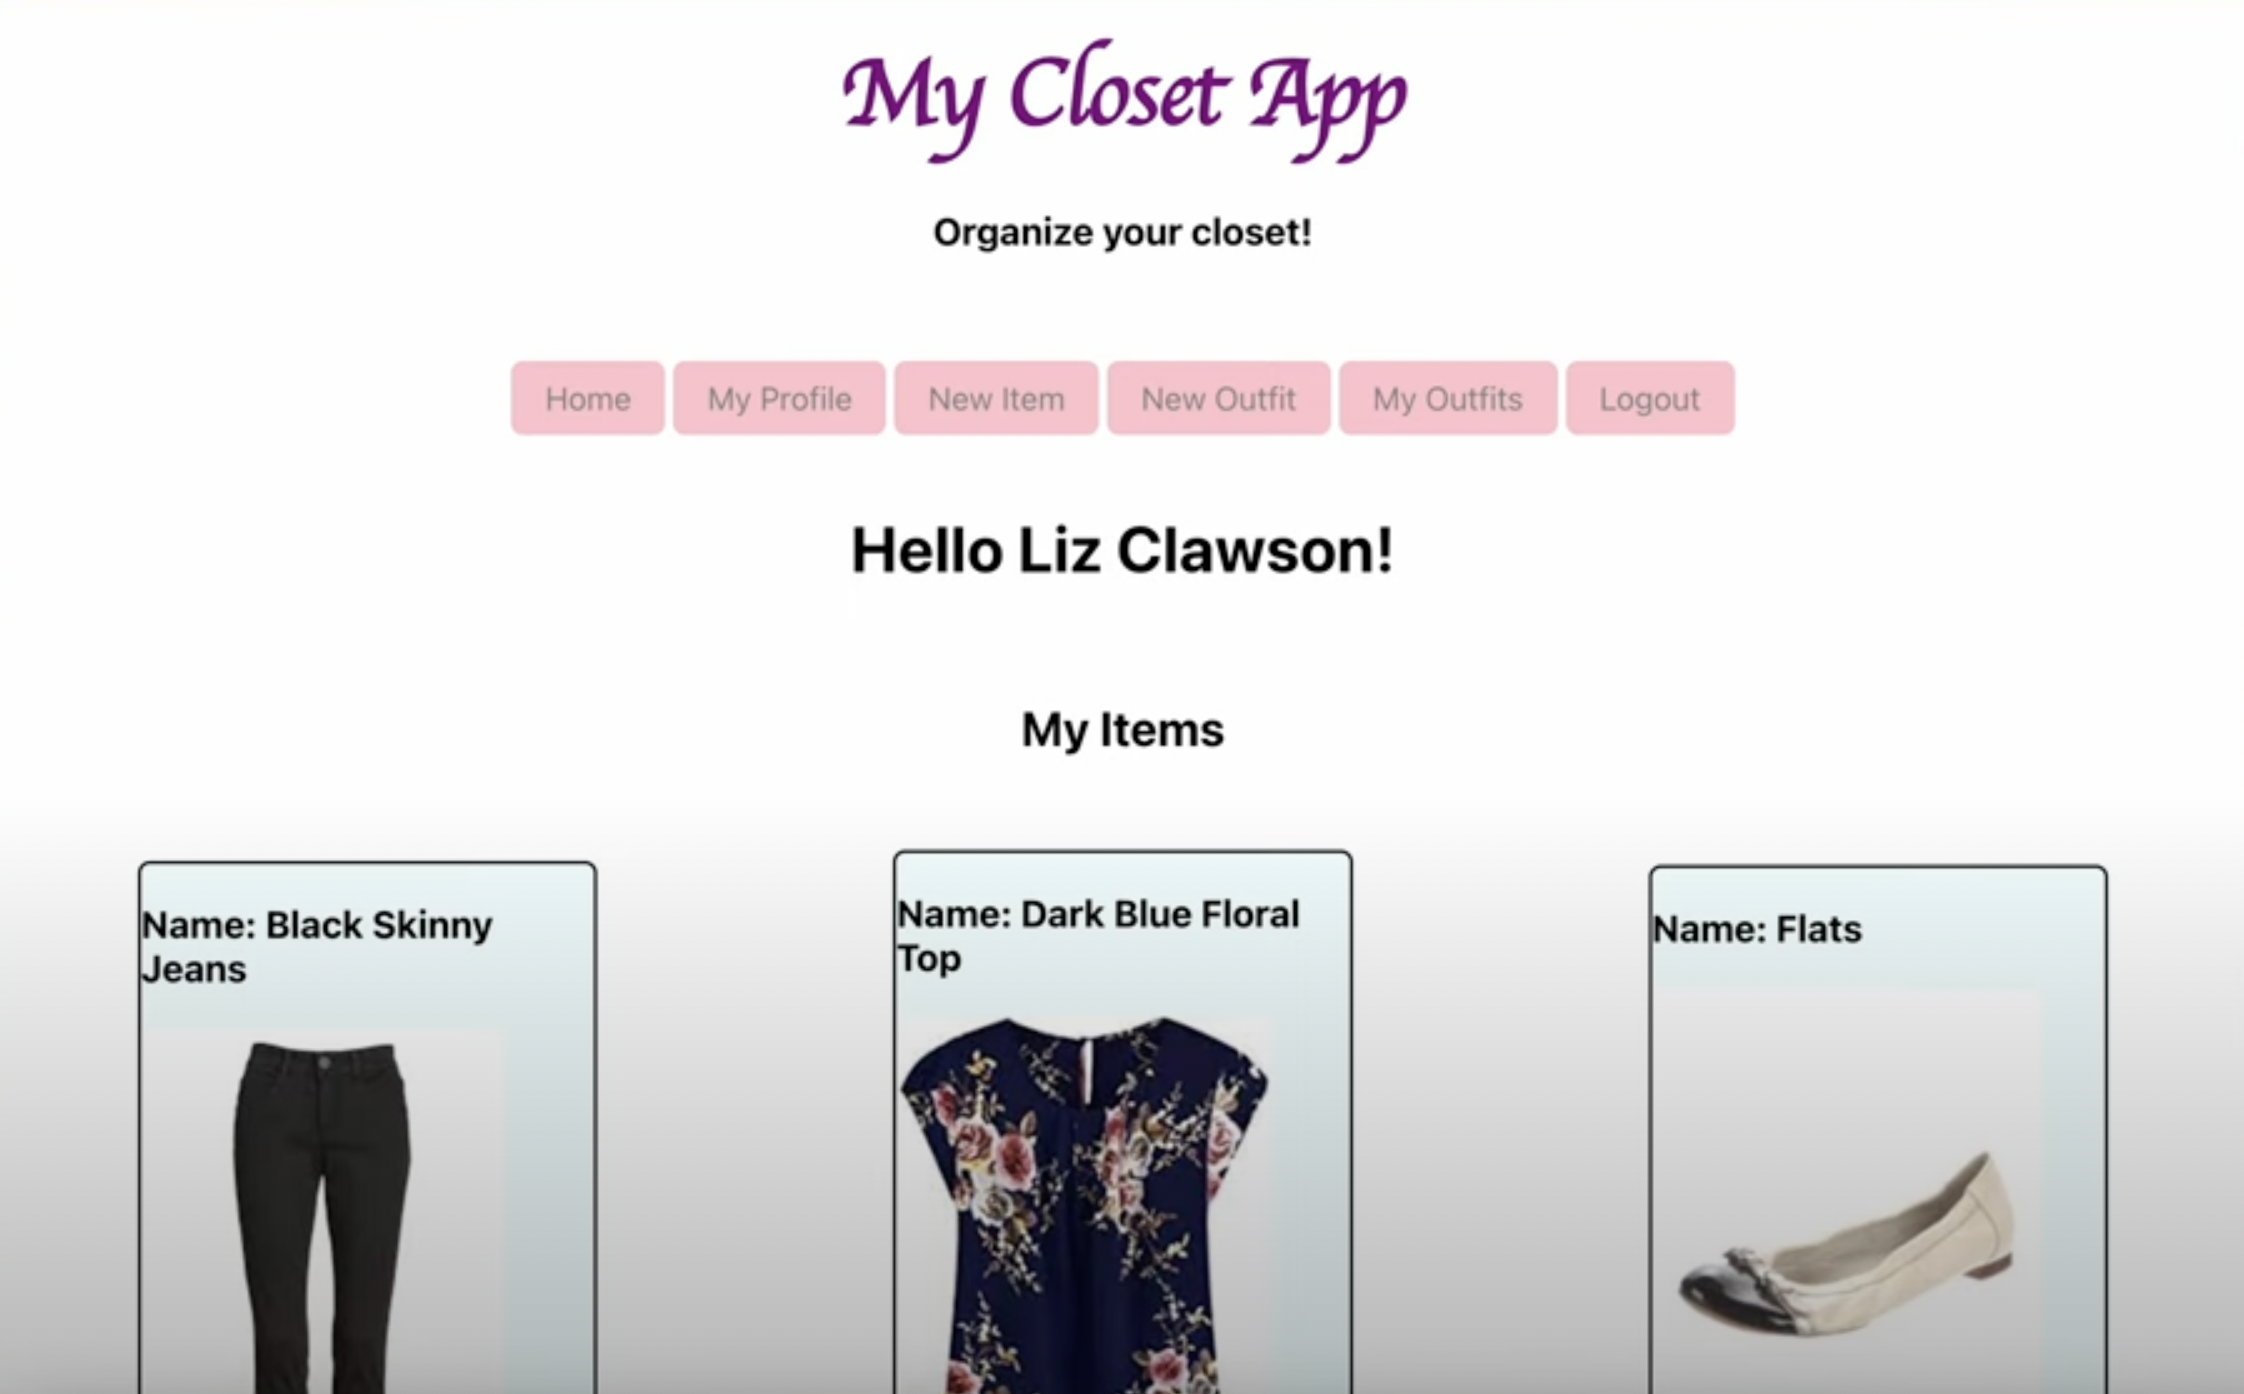 My Closet App
Organize your closet!
Home My Profile New Item New Outfit My Outfits Logout
Hello Liz Clawson!
My Items
Name: Black Skinny
Jeans
Name: Dark Blue Floral
Top
Name: Flats